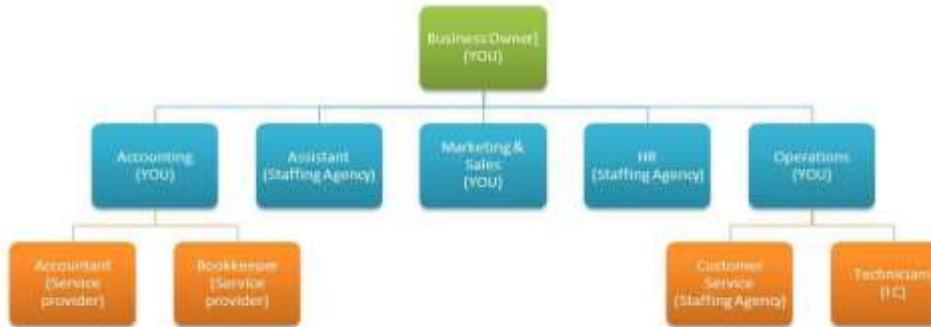 Business Owner]
(YOU)
Accounting
(YOU)
Assistant
(Staffing Agency)
Marketing &
Sales
(YOU)
HR
(Staffing Agency)
Operations
(YOU)
Accountant
(Service
provider)
Bookkeeper
(Service
provider)
Customer
Service
(Staffing Agency)
Technicians